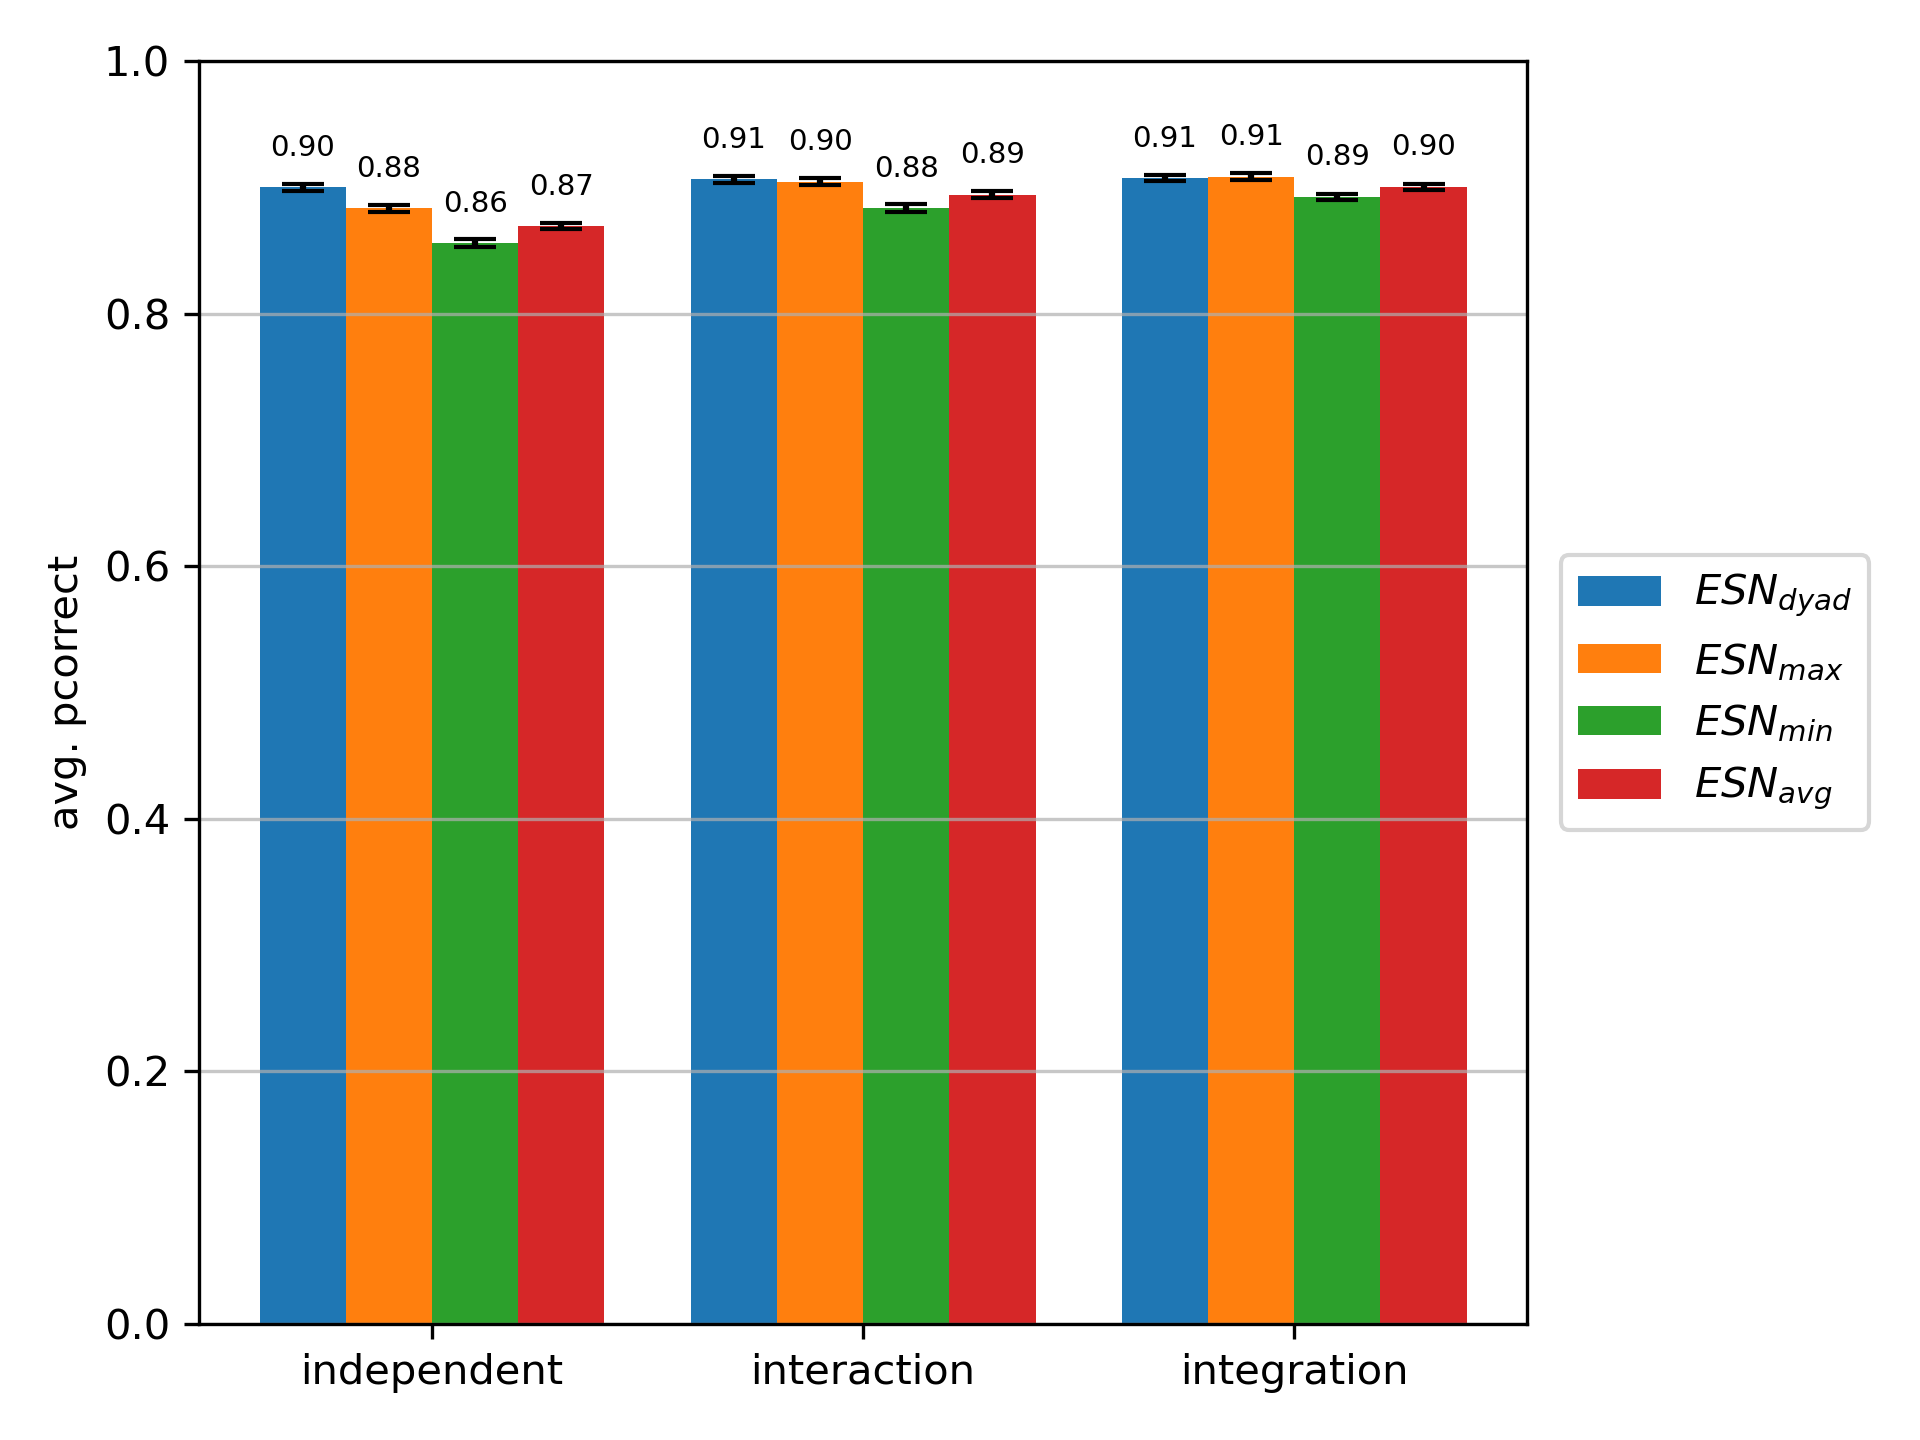 1.0
0.8
0.6
0.4
0.2
0.0
avg. pcorrect
0.90 0.88 0.86 0.87
0.91 0.90 0.88 0.89
0.91 0.91 0.89 0.90
independent interaction integration
ESN_dyad
ESN_max
ESN_min
ESN_avg